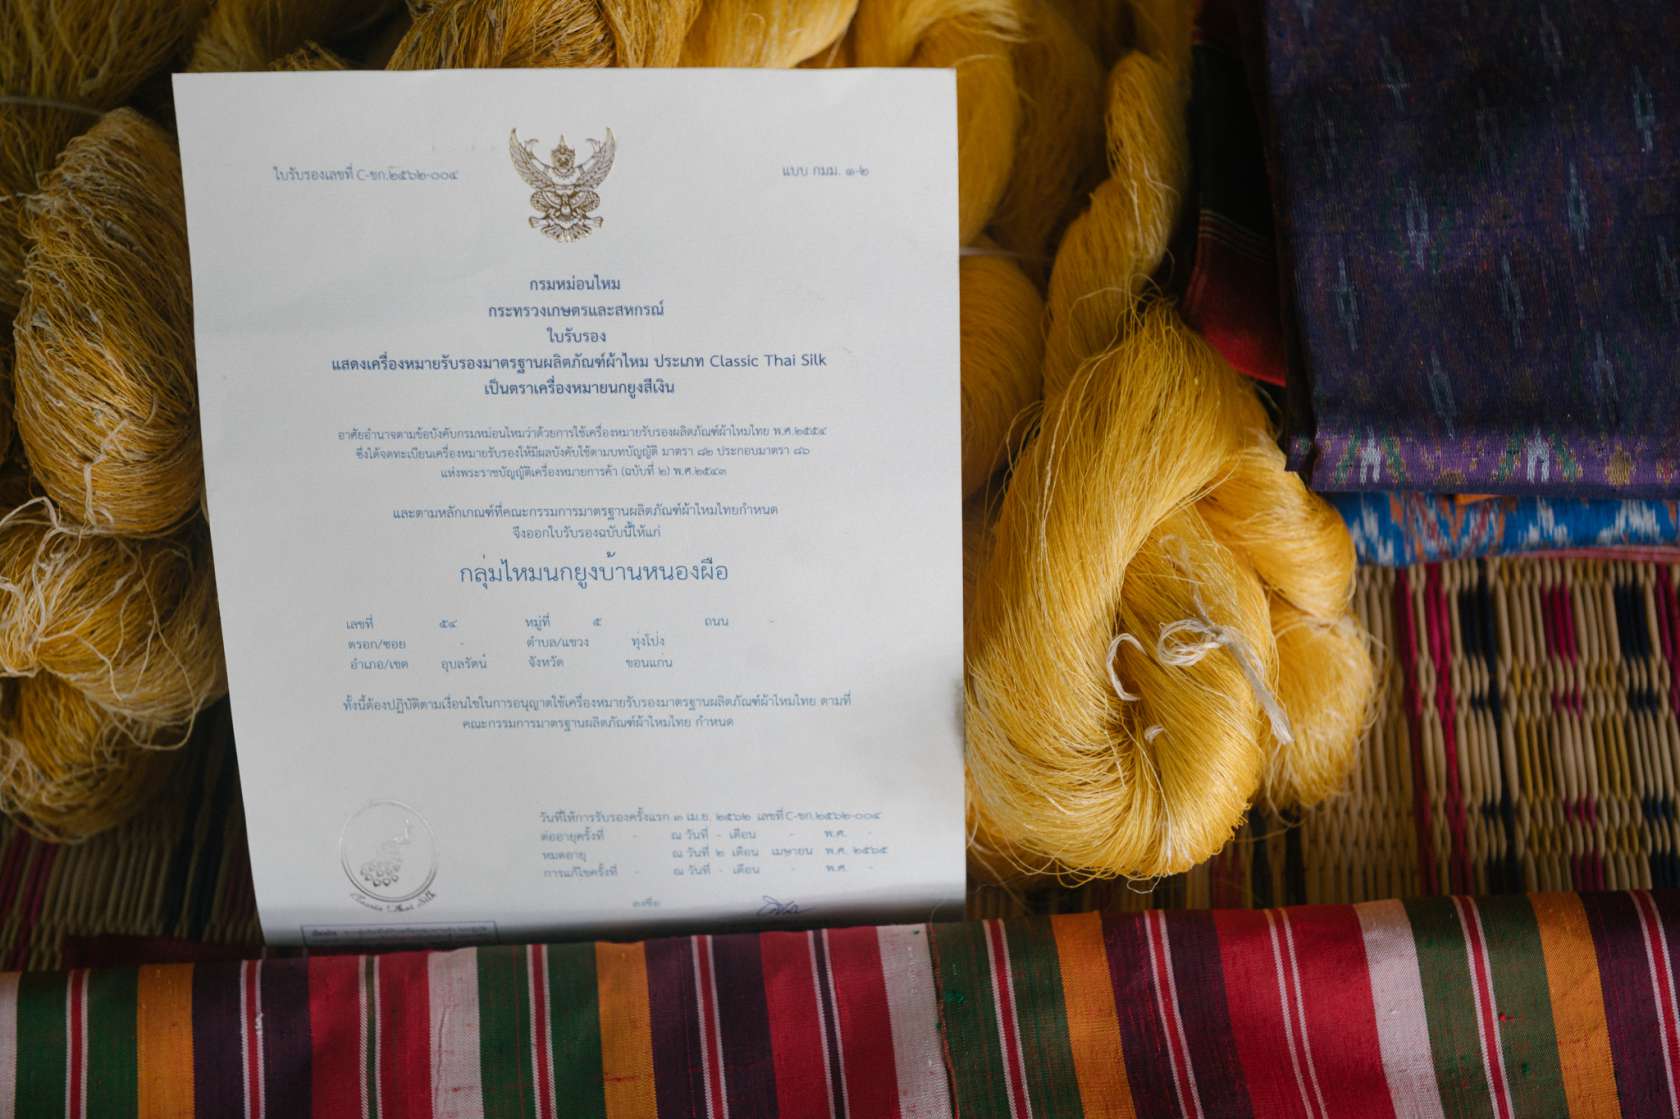 ใบรับรองเลขที่ C-ขก.๒๕๖๒-๐๐๔
แบบ กมม. ๑-๒
กรมหม่อนไหม
กระทรวงเกษตรและสหกรณ์
ใบรับรอง
แสดงเครื่องหมายรับรองมาตรฐานผลิตภัณฑ์ผ้าไหม ประเภท Classic Thai Silk
เป็นตราเครื่องหมายนกยูงสีเงิน
อาศัยอำนาจตามข้อบังคับกรมหม่อนไหมว่าด้วยการใช้เครื่องหมายรับรองผลิตภัณฑ์ผ้าไหมไทย พ.ศ.๒๕๕๔
ซึ่งได้จดทะเบียนเครื่องหมายรับรองให้มีผลบังคับใช้ตามบทบัญญัติ มาตรา ๘๒ ประกอบมาตรา ๘๖
แห่งพระราชบัญญัติเครื่องหมายการค้า (ฉบับที่ ๒) พ.ศ.๒๕๔๓
และตามหลักเกณฑ์ที่คณะกรรมการมาตรฐานผลิตภัณฑ์ผ้าไหมไทยกำหนด
จึงออกใบรับรองฉบับนี้ให้แก่
กลุ่มไหมนกยูงบ้านหนองผือ
เลขที่ ๕๔ หมู่ที่ ๕ ถนน -
ตรอก/ซอย - ตำบล/แขวง ทุ่งโป่ง
อำเภอ/เขต อุบลรัตน์ จังหวัด ขอนแก่น
ทั้งนี้ต้องปฏิบัติตามเงื่อนไขในการอนุญาตใช้เครื่องหมายรับรองมาตรฐานผลิตภัณฑ์ผ้าไหมไทย ตามที่
คณะกรรมการมาตรฐานผลิตภัณฑ์ผ้าไหมไทย กำหนด
วันที่ให้การรับรองครั้งแรก ๓ เม.ย. ๒๕๖๒ เลขที่ C-ขก.๒๕๖๒-๐๐๔
ต่ออายุครั้งที่ - ณ วันที่ - เดือน - พ.ศ. -
หมดอายุ ณ วันที่ ๒ เดือน เมษายน พ.ศ. ๒๕๖๕
การแก้ไขครั้งที่ - ณ วันที่ - เดือน - พ.ศ. -
Classic Thai Silk
ลงชื่อ